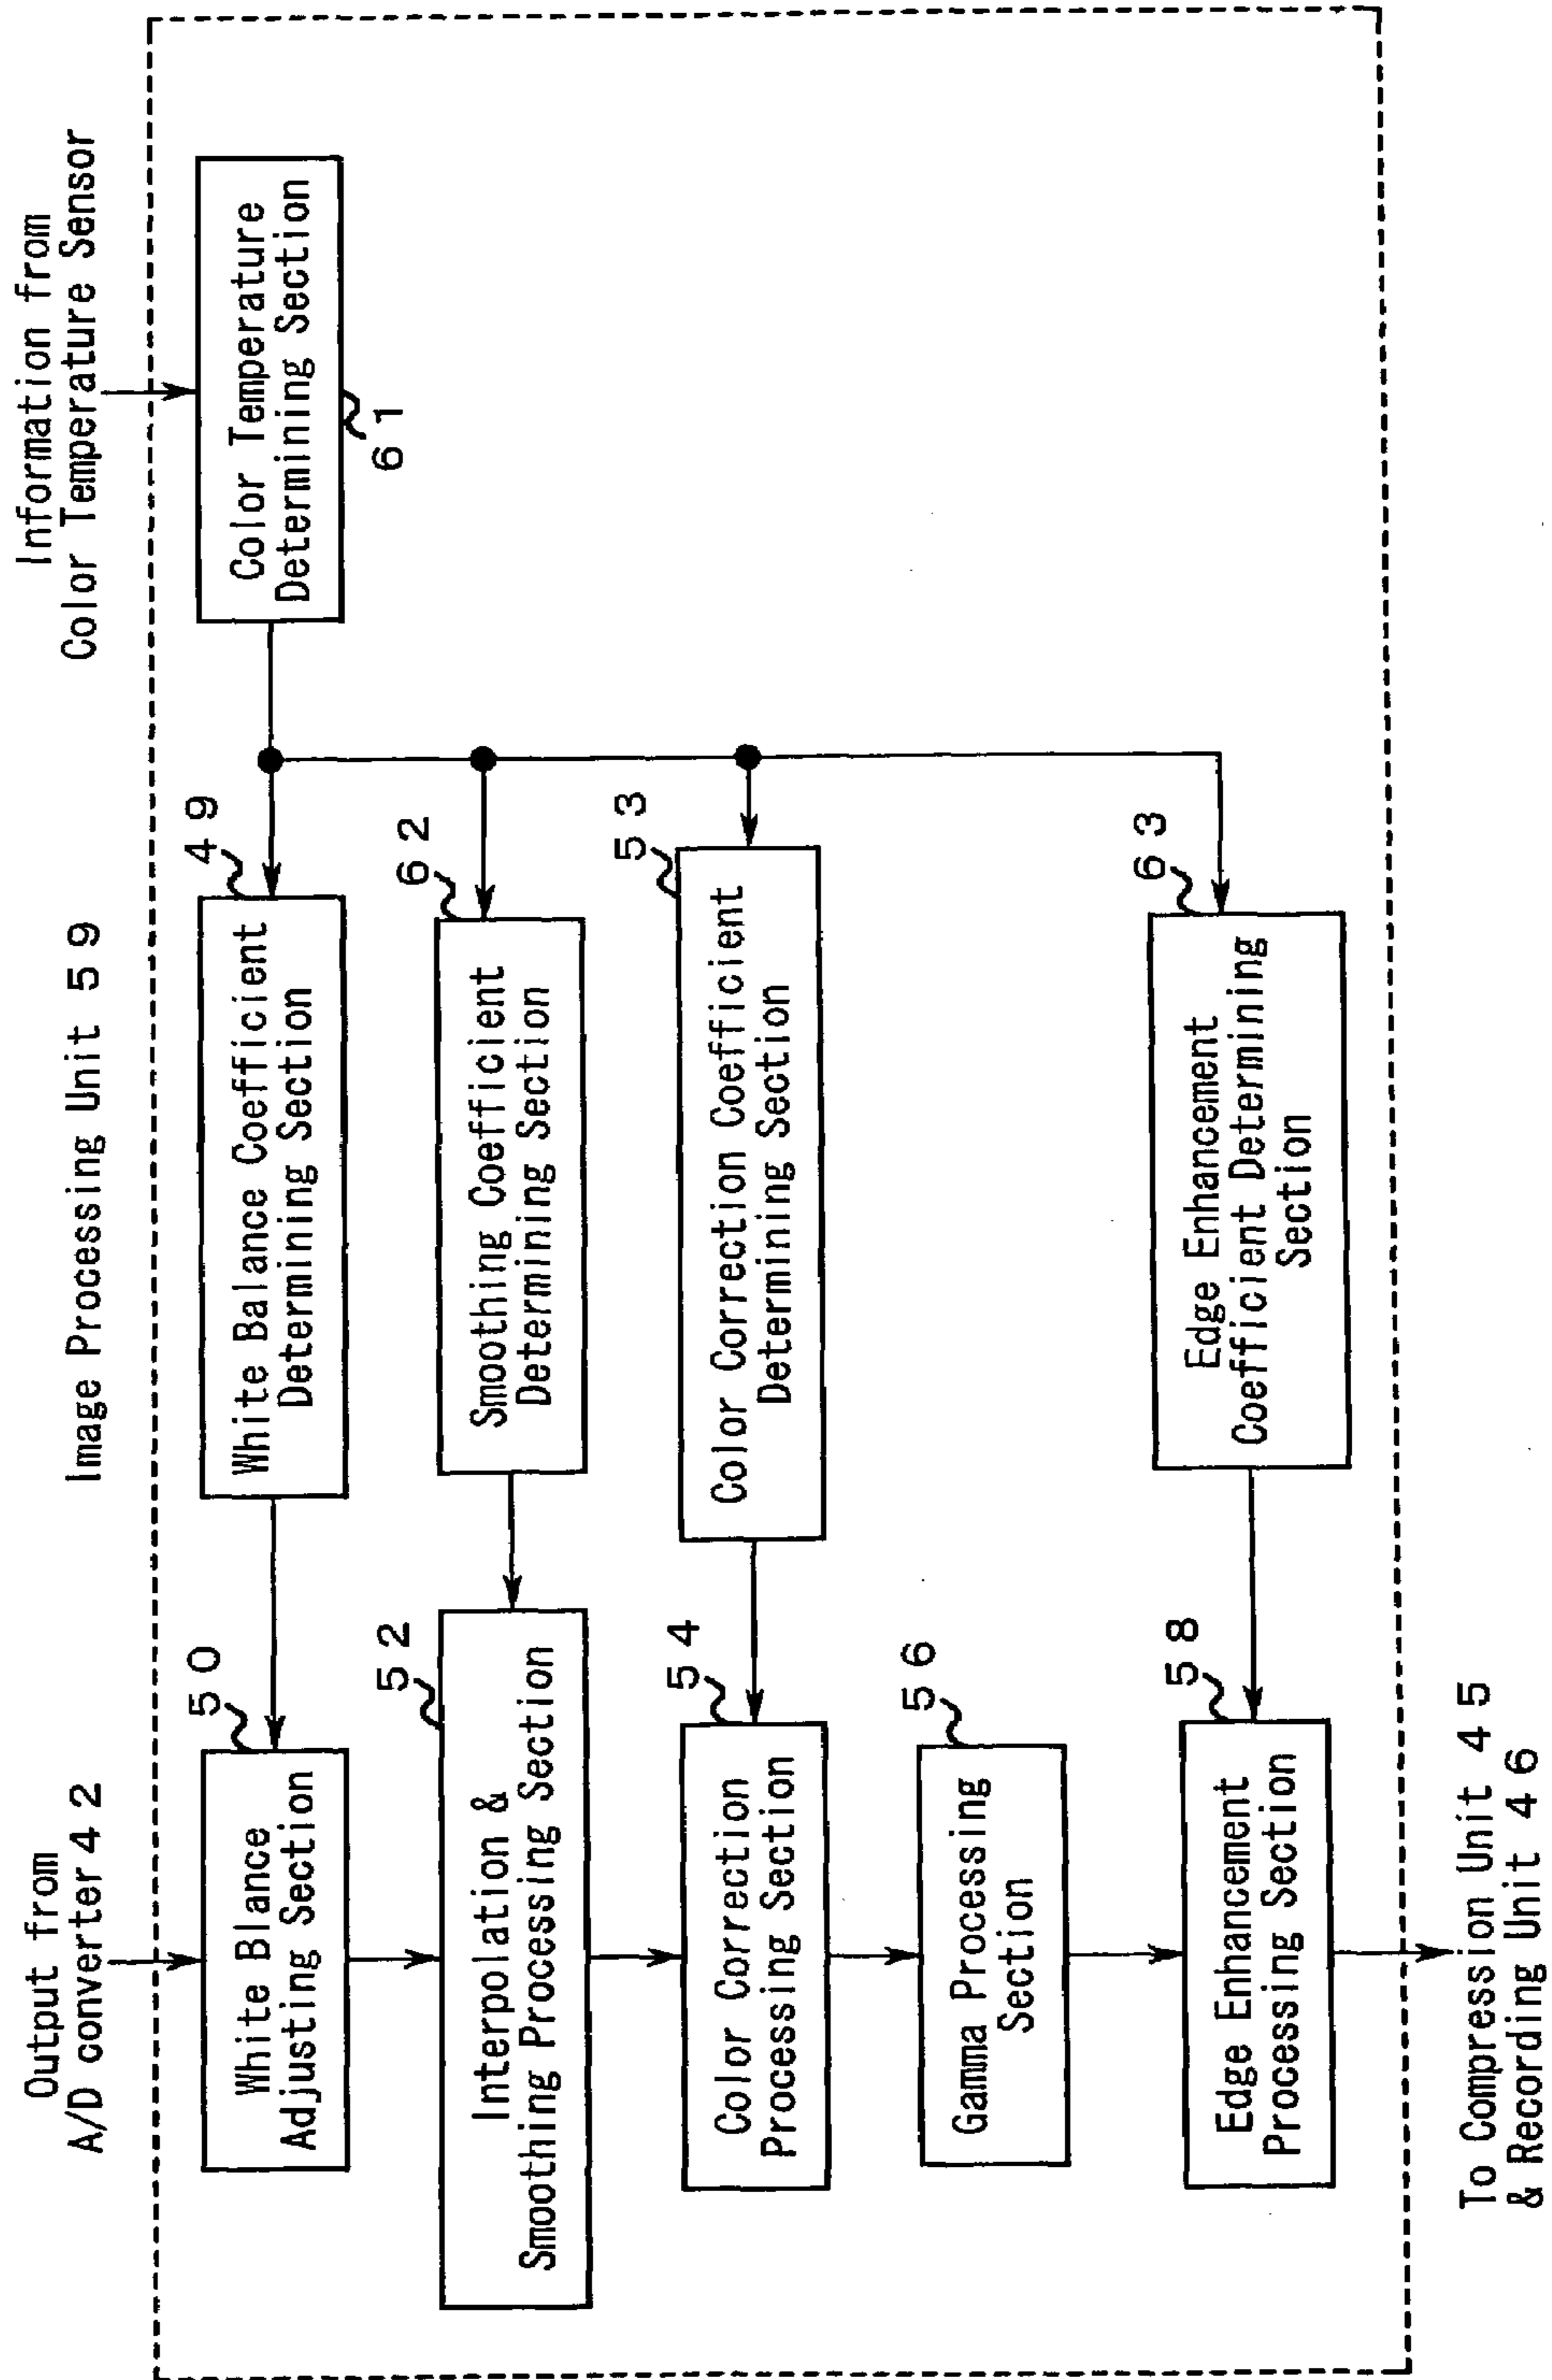 Output from
A/D converter42
Image Processing Unit 59
Information from
Color Temperature Sensor
50
White Blance
Adjusting Section
49
White Balance Coefficient
Determining Section
Color Temperature
Determining Section
61
52
Interpolation &
Smoothing Processing Section
62
Smoothing Coefficient
Determining Section
54
Color Correction
Processing Section
53
Color Correction Coefficient
Determining Section
56
Gamma Processing
Section
58
Edge Enhancement
Processing Section
63
Edge Enhancement
Coefficient Determining
Section
To Compression Unit 45
& Recording Unit 46